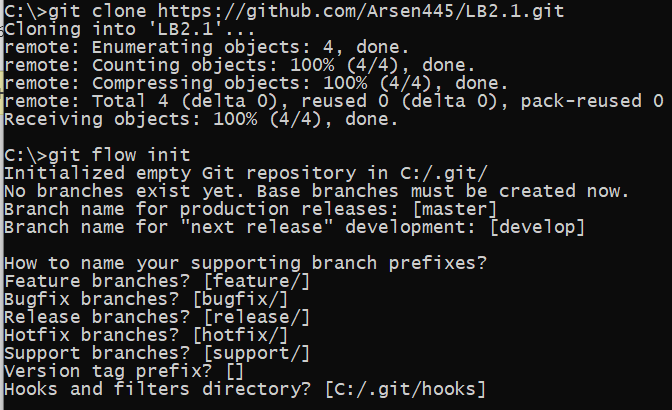 C:\>git clone https://github.com/Arsen445/LB2.1.git
Cloning into 'LB2.1'...
remote: Enumerating objects: 4, done.
remote: Counting objects: 100% (4/4), done.
remote: Compressing objects: 100% (4/4), done.
remote: Total 4 (delta 0), reused 0 (delta 0), pack-reused 0
Receiving objects: 100% (4/4), done.
C:\>git flow init
Initialized empty Git repository in C:/.git/
No branches exist yet. Base branches must be created now.
Branch name for production releases: [master]
Branch name for "next release" development: [develop]
How to name your supporting branch prefixes?
Feature branches? [feature/]
Bugfix branches? [bugfix/]
Release branches? [release/]
Hotfix branches? [hotfix/]
Support branches? [support/]
Version tag prefix? []
Hooks and filters directory? [C:/.git/hooks]